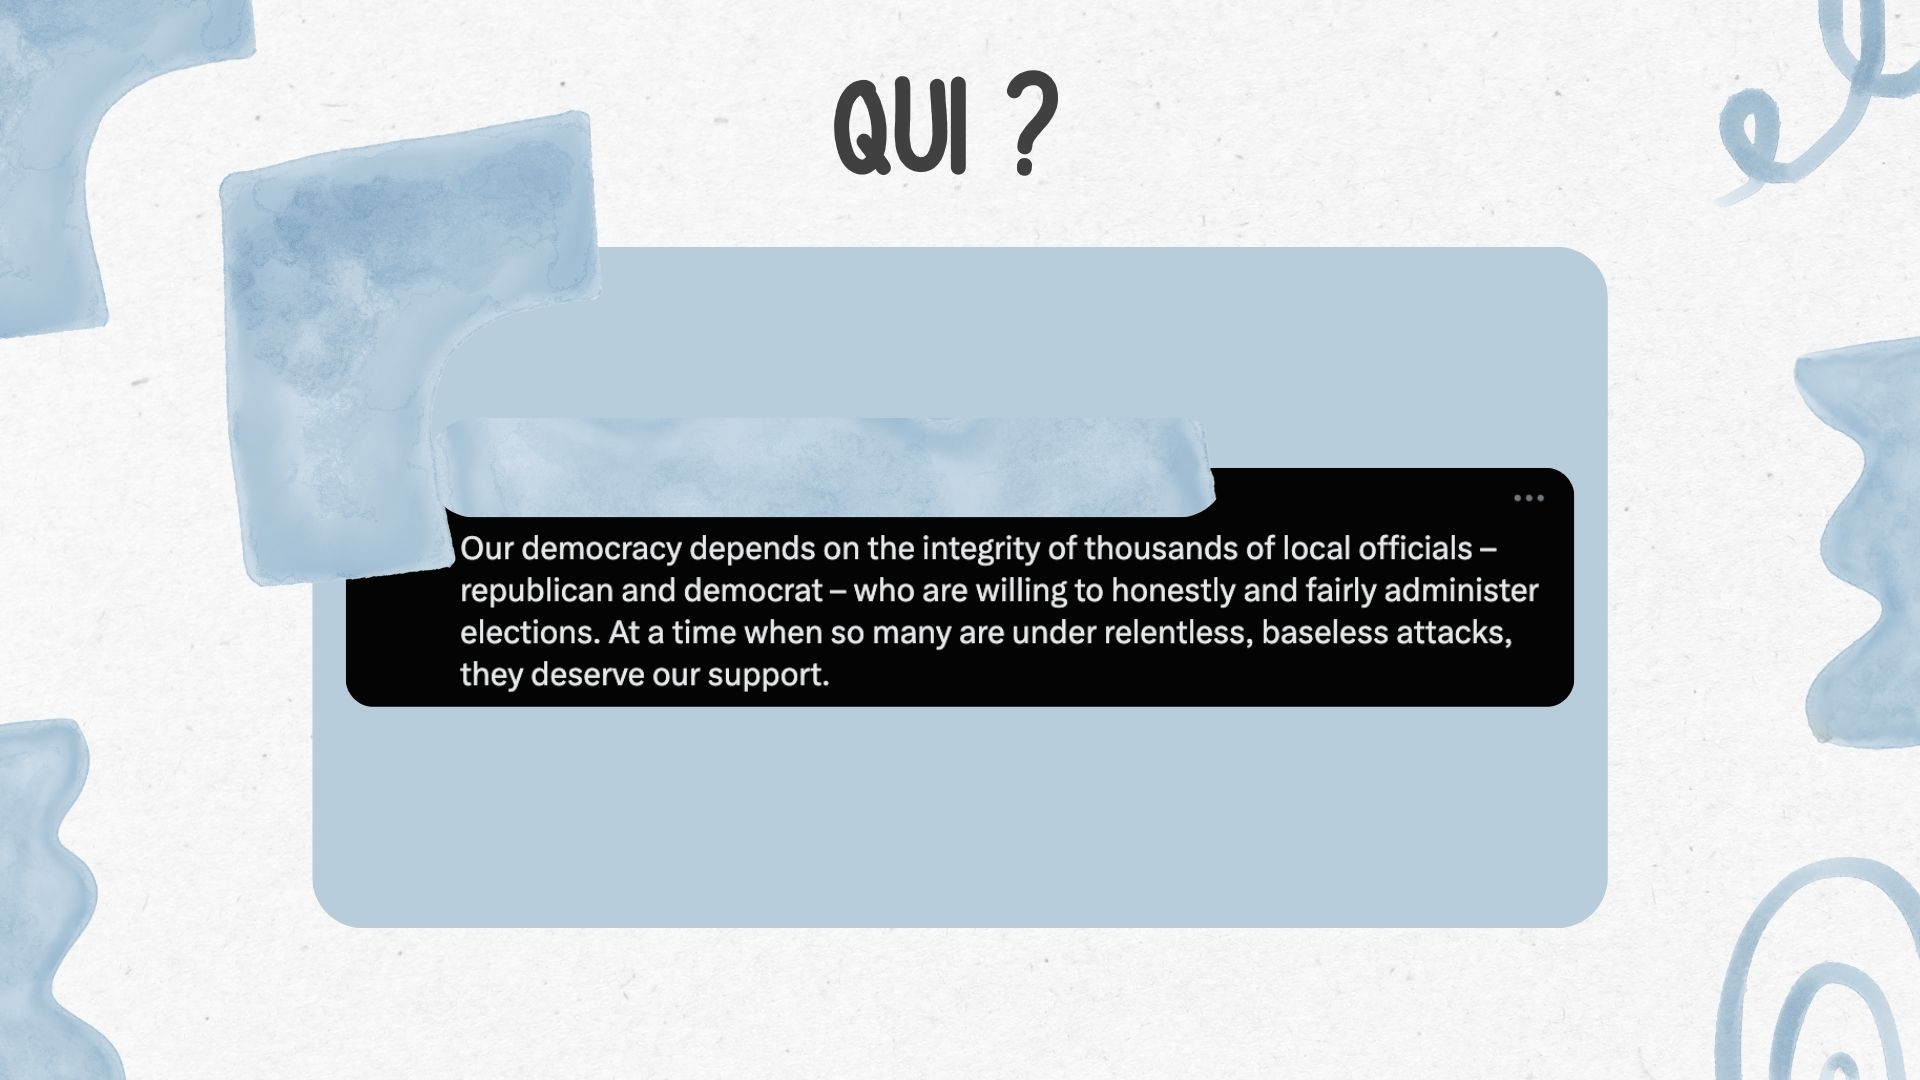 QUI ?
Our democracy depends on the integrity of thousands of local officials –
republican and democrat – who are willing to honestly and fairly administer
elections. At a time when so many are under relentless, baseless attacks,
they deserve our support.